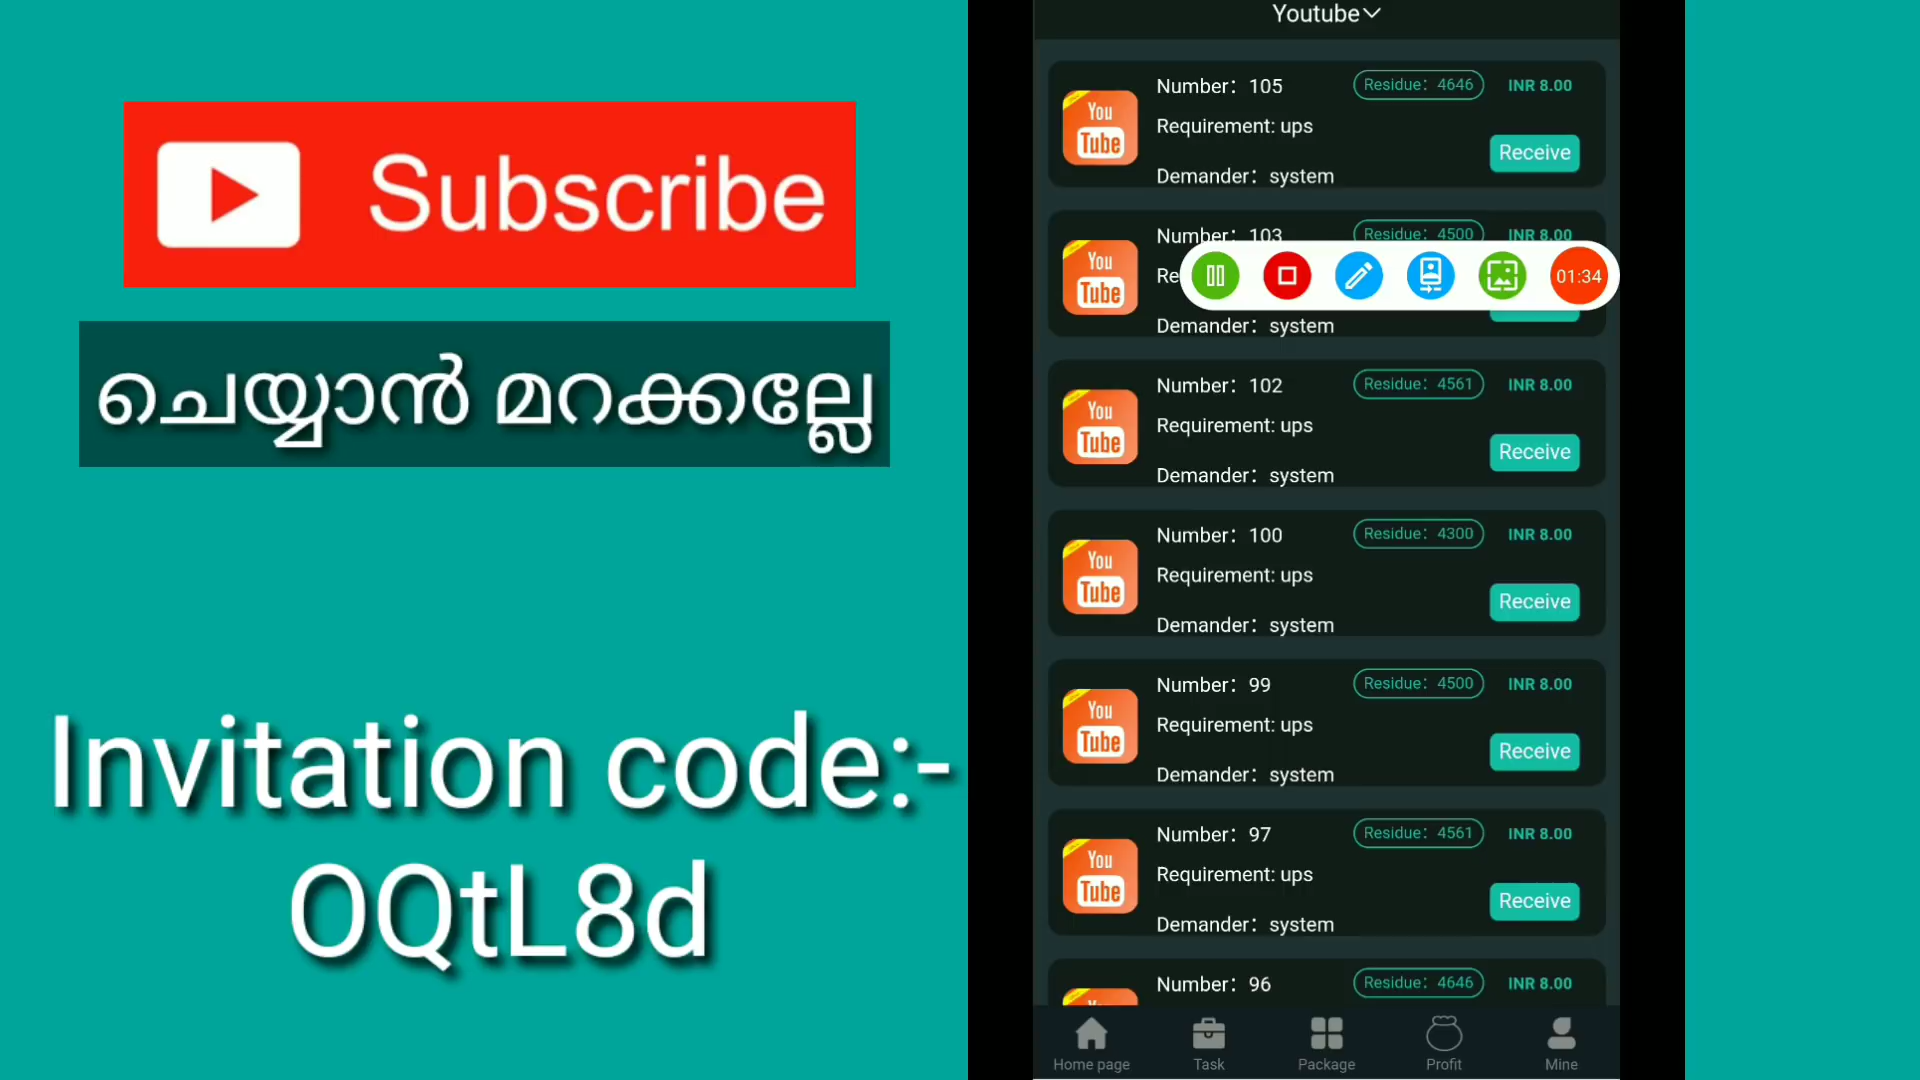 Subscribe
ചെയ്യാൻ മറക്കല്ലേ
Invitation code:-
OQtL8d
Youtube
You
Tube
Number: 105
Residue: 4646
INR 8.00
Requirement: ups
Receive
Demander: system
You
Tube
Number: 103
Residue: 4500
INR 8.00
Re
01:34
Demander: system
You
Tube
Number: 102
Residue: 4561
INR 8.00
Requirement: ups
Receive
Demander: system
You
Tube
Number: 100
Residue: 4300
INR 8.00
Requirement: ups
Receive
Demander: system
You
Tube
Number: 99
Residue: 4500
INR 8.00
Requirement: ups
Receive
Demander: system
You
Tube
Number: 97
Residue: 4561
INR 8.00
Requirement: ups
Receive
Demander: system
Number: 96
Residue: 4646
INR 8.00
Home page
Task
Package
Profit
Mine